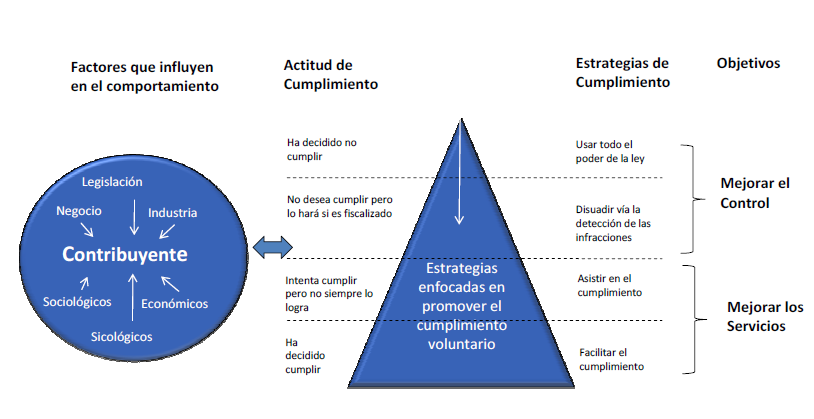 Factores que influyen
en el comportamiento
Actitud de
Cumplimiento
Estrategias de
Cumplimiento
Objetivos
Legislación
Negocio
Industria
Contribuyente
Sociológicos
Económicos
Sicológicos
Ha decidido no
cumplir
No desea cumplir pero
lo hará si es fiscalizado
Intenta cumplir
pero no siempre lo
logra
Ha
decidido
cumplir
Estrategias
enfocadas en
promover el
cumplimiento
voluntario
Usar todo el
poder de la ley
Disuadir vía la
detección de las
infracciones
Asistir en el
cumplimiento
Facilitar el
cumplimiento
Mejorar el
Control
Mejorar los
Servicios